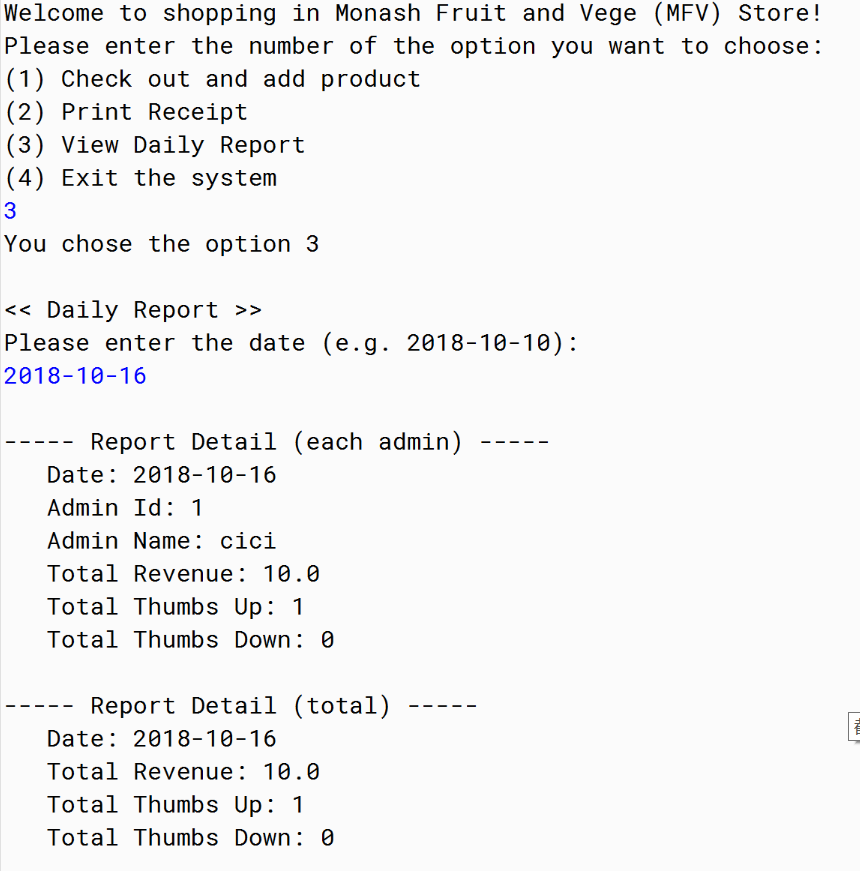 Welcome to shopping in Monash Fruit and Vege (MFV) Store!
Please enter the number of the option you want to choose:
(1) Check out and add product
(2) Print Receipt
(3) View Daily Report
(4) Exit the system
3
You chose the option 3
<< Daily Report >>
Please enter the date (e.g. 2018-10-10):
2018-10-16
----- Report Detail (each admin) -----
Date: 2018-10-16
Admin Id: 1
Admin Name: cici
Total Revenue: 10.0
Total Thumbs Up: 1
Total Thumbs Down: 0
----- Report Detail (total) -----
Date: 2018-10-16
Total Revenue: 10.0
Total Thumbs Up: 1
Total Thumbs Down: 0